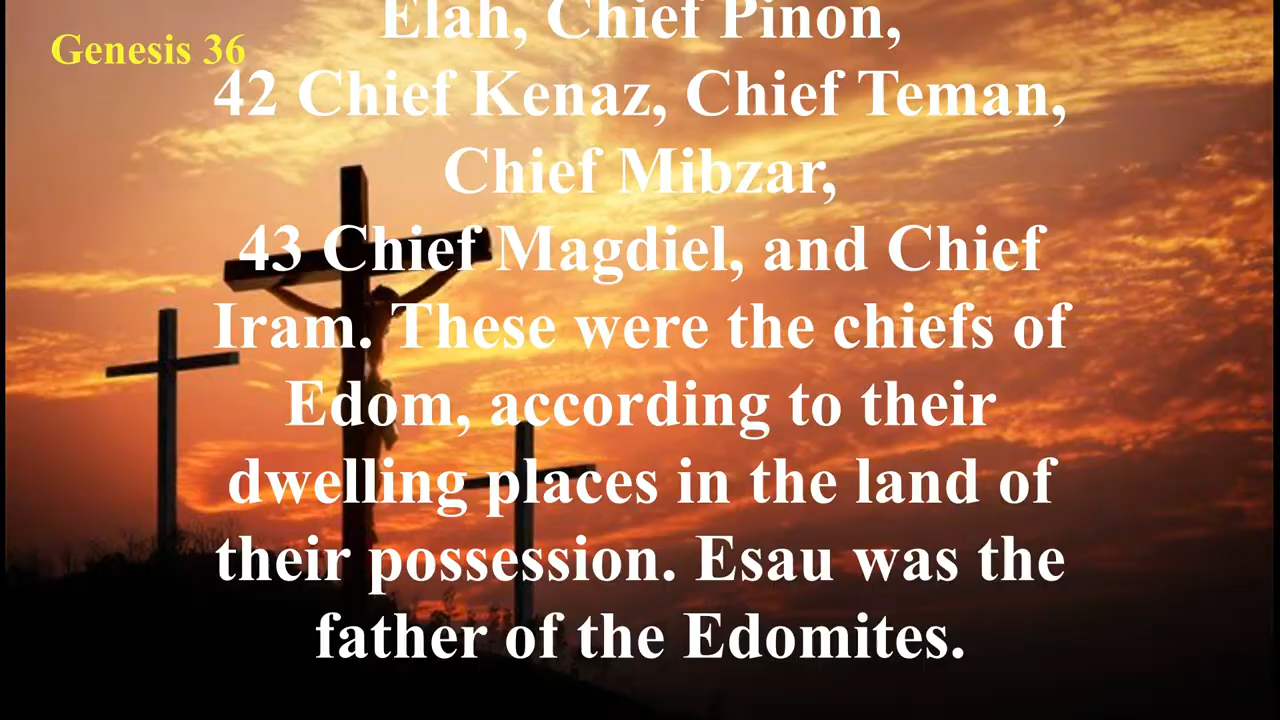 Elah, Chief Pinon,
Genesis 36
42 Chief Kenaz, Chief Teman,
Chief Mibzar,
43 Chief Magdiel, and Chief
Iram. These were the chiefs of
Edom, according to their
dwelling places in the land of
their possession. Esau was the
father of the Edomites.